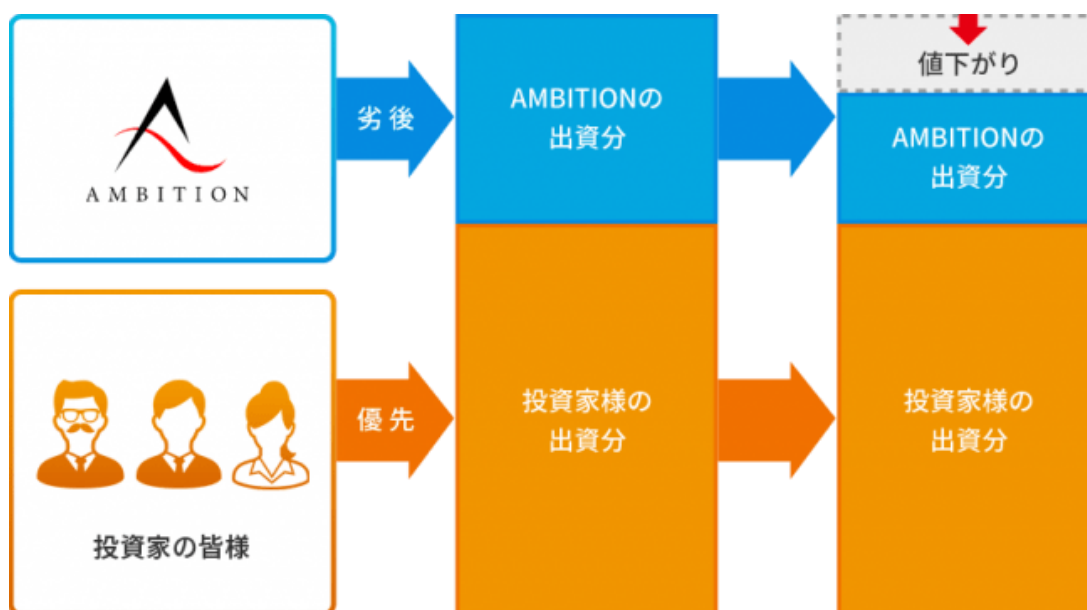 AMBITION
劣後
AMBITIONの
出資分
値下がり
AMBITIONの
出資分
投資家の皆様
優先
投資家様の
出資分
投資家様の
出資分